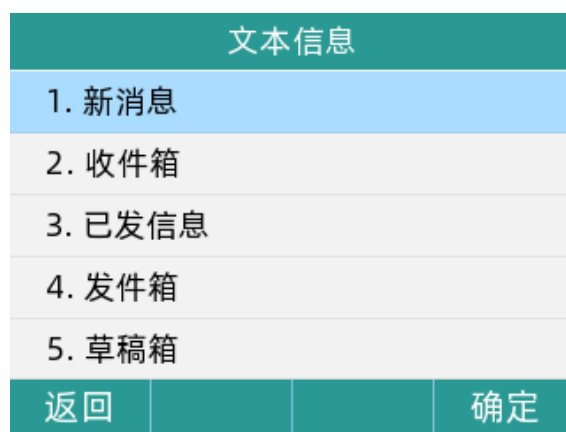 文本信息
1. 新消息
2. 收件箱
3. 已发信息
4. 发件箱
5. 草稿箱
返回 确定